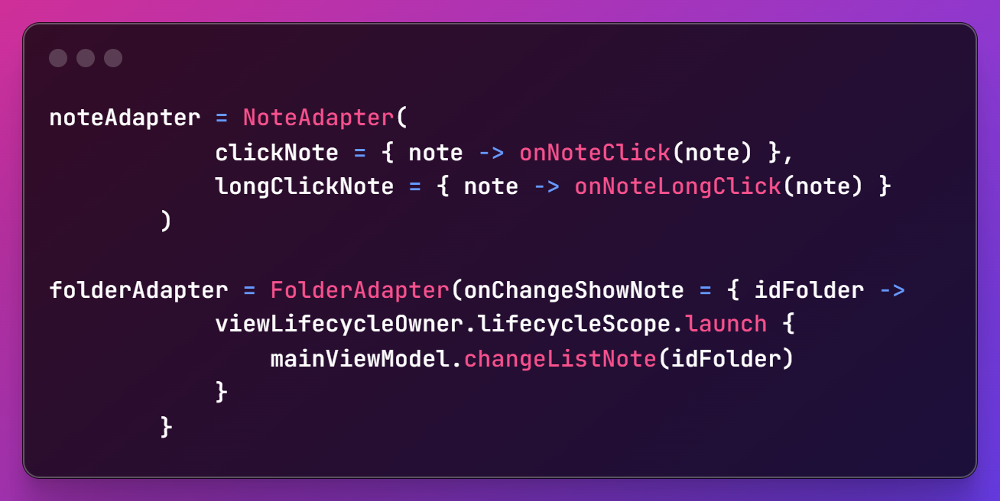 noteAdapter = NoteAdapter(
            clickNote = { note -> onNoteClick(note) },
            longClickNote = { note -> onNoteLongClick(note) }
        )

folderAdapter = FolderAdapter(onChangeShowNote = { idFolder ->
            viewLifecycleOwner.lifecycleScope.launch {
                mainViewModel.changeListNote(idFolder)
            }
        }